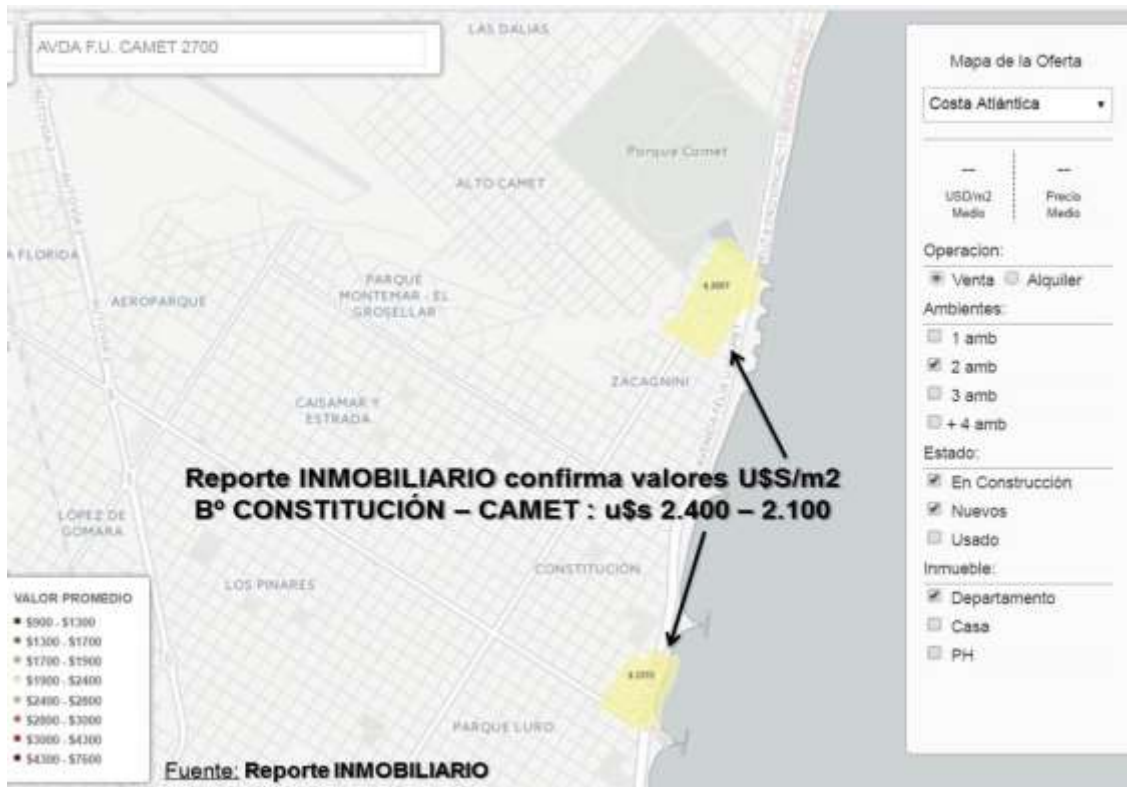 AVDA F.U. CAMET 2700
LAS DALIAS
Parque Camet
ALTO CAMET
FLORIDA
AEROPARQUE
PARQUE
MONTEMAR - EL
GROSELLAR
ZACAGNINI
CAISAMAR Y
ESTRADA
Reporte INMOBILIARIO confirma valores U$S/m2
Bº CONSTITUCIÓN – CAMET : u$s 2.400 – 2.100
LOPEZ DE
GOMARA
LOS PINARES
CONSTITUCIÓN
PARQUE LURO
VALOR PROMEDIO
$900 - $1300
$1300 - $1700
$1700 - $1900
$1900 - $2400
$2400 - $2800
$2800 - $3000
$3000 - $4300
$4300 - $7600
Fuente: Reporte INMOBILIARIO
Mapa de la Oferta
Costa Atlántica
-- --
USD/m2 Precio
Medio Medio
Operacion:
Venta Alquiler
Ambientes:
1 amb
2 amb
3 amb
+ 4 amb
Estado:
En Construcción
Nuevos
Usado
Inmueble:
Departamento
Casa
PH